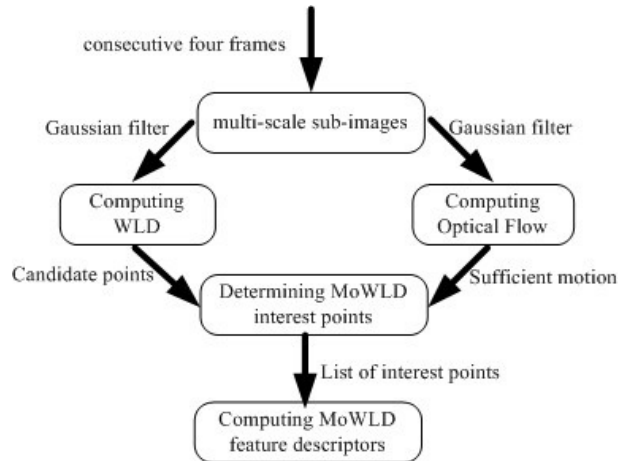 consecutive four frames
multi-scale sub-images
Gaussian filter
Gaussian filter
Computing
WLD
Computing
Optical Flow
Candidate points
Sufficient motion
Determining MoWLD
interest points
List of interest points
Computing MoWLD
feature descriptors